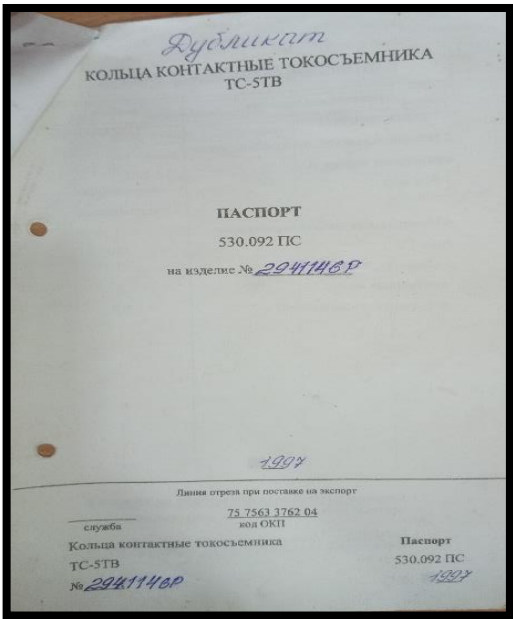 Дубликат
КОЛЬЦА КОНТАКТНЫЕ ТОКОСЪЕМНИКА
ТС-5ТВ
ПАСПОРТ
530.092 ПС
на изделие № 294114ВР
1997
Линия отреза при поставке на экспорт
75 7563 3762 04
служба код ОКП
Кольца контактные токосъемника Паспорт
ТС-5ТВ 530.092 ПС
№ 294114ВР 1997